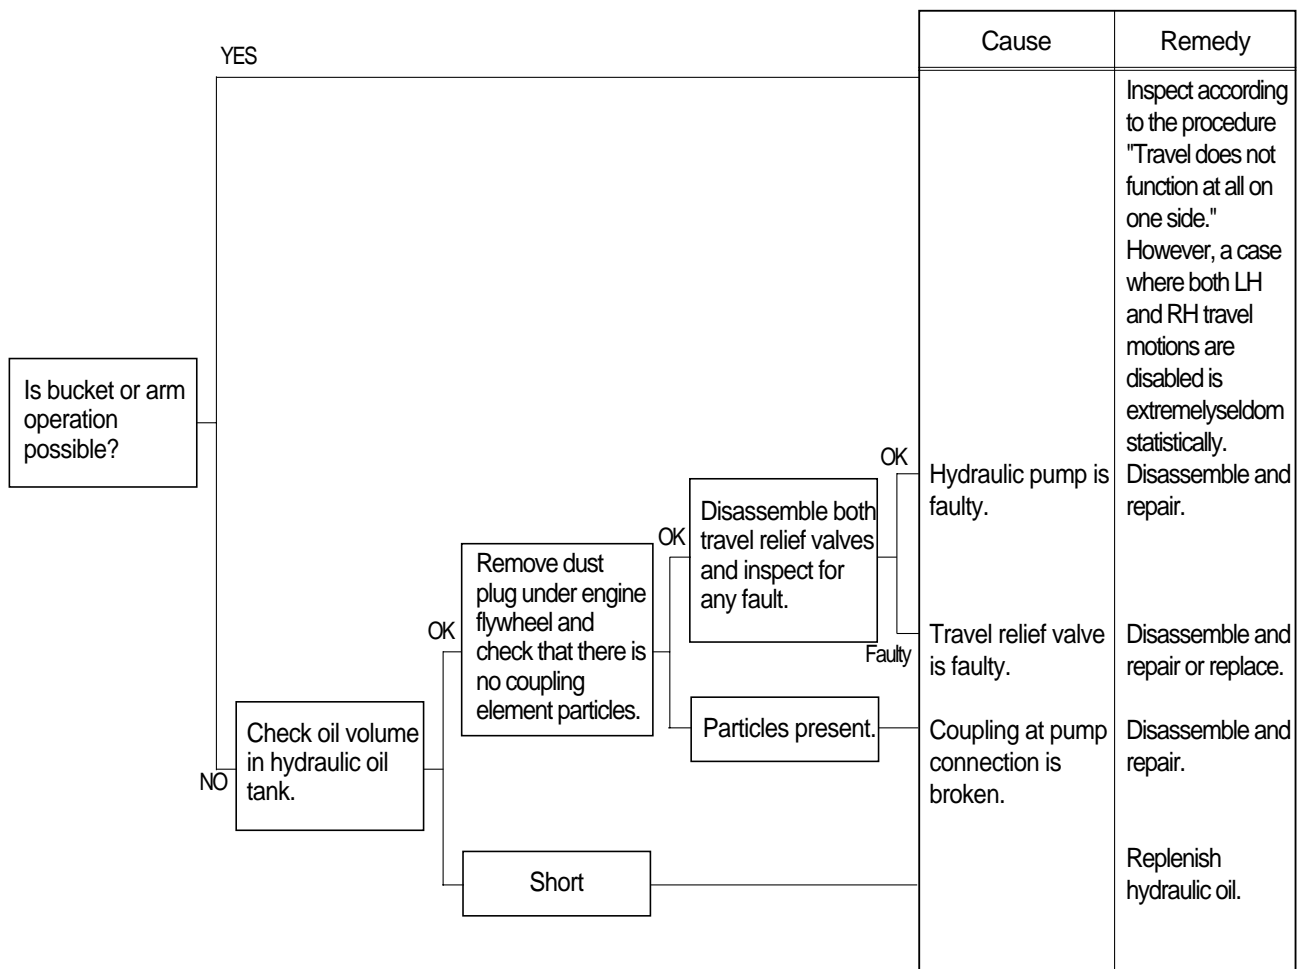 Cause
Remedy
YES
Inspect according
to the procedure
"Travel does not
function at all on
one side."
However, a case
where both LH
and RH travel
motions are
disabled is
extremelyseldom
statistically.
Is bucket or arm
operation
possible?
NO
Check oil volume
in hydraulic oil
tank.
OK
Remove dust
plug under engine
flywheel and
check that there is
no coupling
element particles.
OK
Disassemble both
travel relief valves
and inspect for
any fault.
OK
Hydraulic pump is
faulty.
Disassemble and
repair.
Faulty
Travel relief valve
is faulty.
Disassemble and
repair or replace.
Particles present.
Coupling at pump
connection is
broken.
Disassemble and
repair.
Short
Replenish
hydraulic oil.